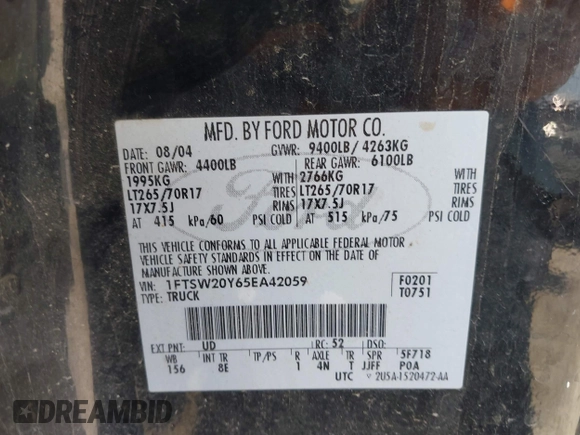 MFD. BY FORD MOTOR CO.
DATE: 08/04 GVWR: 9400LB/ 4263KG
FRONT GAWR: 4400LB REAR GAWR: 6100LB
1995KG WITH 2766KG WITH
LT265/70R17 TIRES LT265/70R17 TIRES
17X7.5J RIMS 17X7.5J RIMS
AT 415 kPa/60 PSI COLD AT 515 kPa/75 PSI COLD
THIS VEHICLE CONFORMS TO ALL APPLICABLE FEDERAL MOTOR
VEHICLE SAFETY STANDARDS IN EFFECT ON THE DATE OF
MANUFACTURE SHOWN ABOVE.
VIN: 1FTSW20Y65EA42059 F0201
TYPE: TRUCK T0751
Ford
EXT PNT: UD RC: 52 DSO:
WB INT TR TP/PS R AXLE TR SPR 5F718
156 8E 1 4N T JJFF POA
UTC 2U5A-1520472-AA
DREAMBID